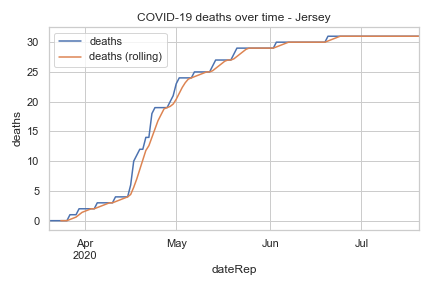 COVID-19 deaths over time - Jersey
deaths
deaths (rolling)
30
25
20
15
10
5
0
deaths
Apr
2020
May
Jun
Jul
dateRep